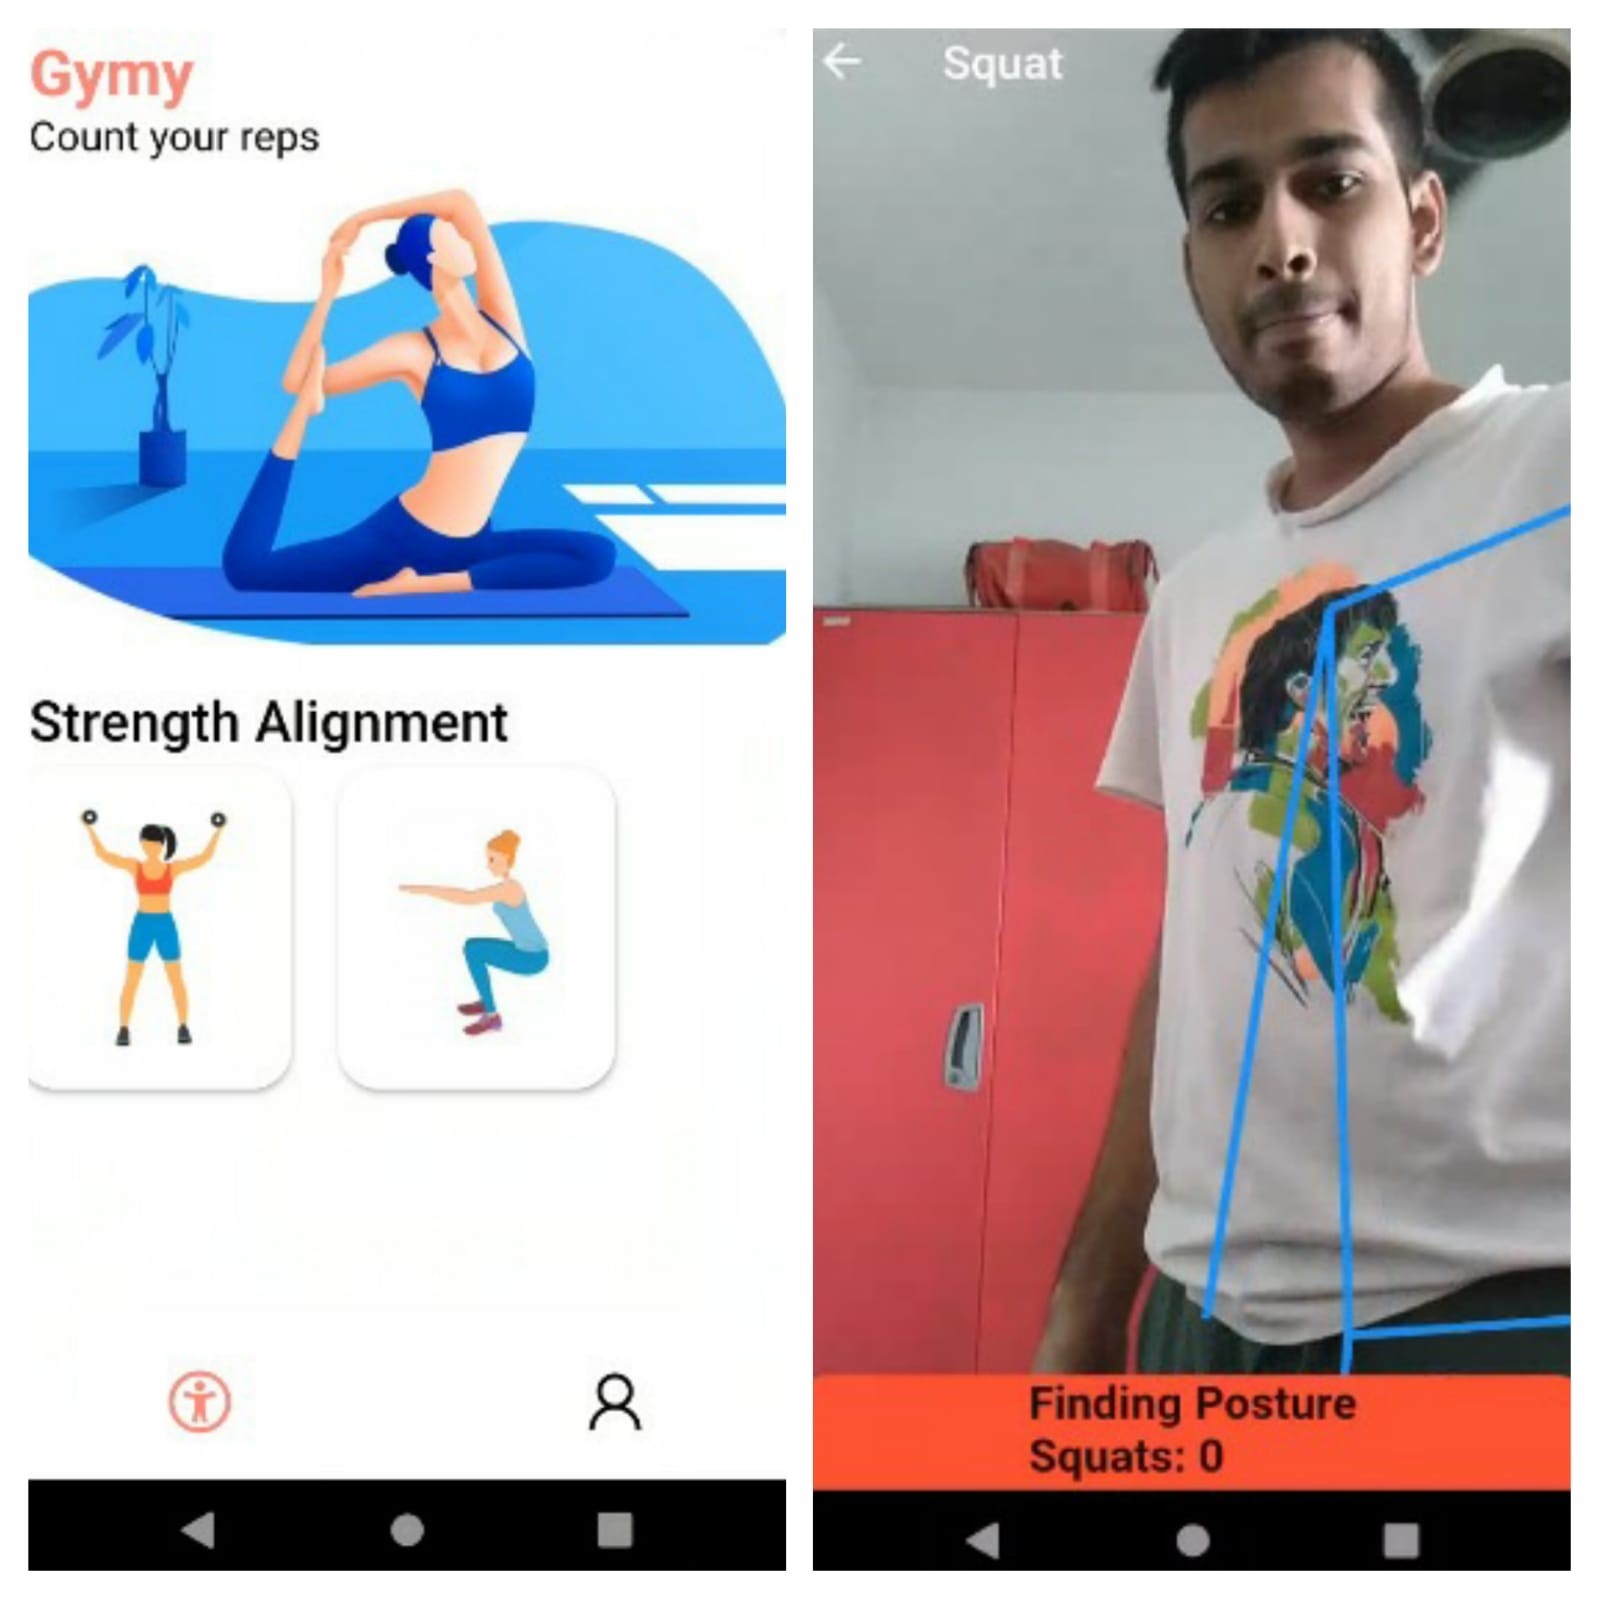 Gymy
Count your reps
Strength Alignment
Squat
Finding Posture
Squats: 0